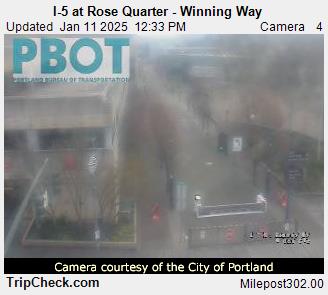 I-5 at Rose Quarter - Winning Way
Updated Jan 11 2025 12:33 PM Camera 4
PBOT
PORTLAND BUREAU OF TRANSPORTATION
Camera courtesy of the City of Portland
TripCheck.com Milepost302.00